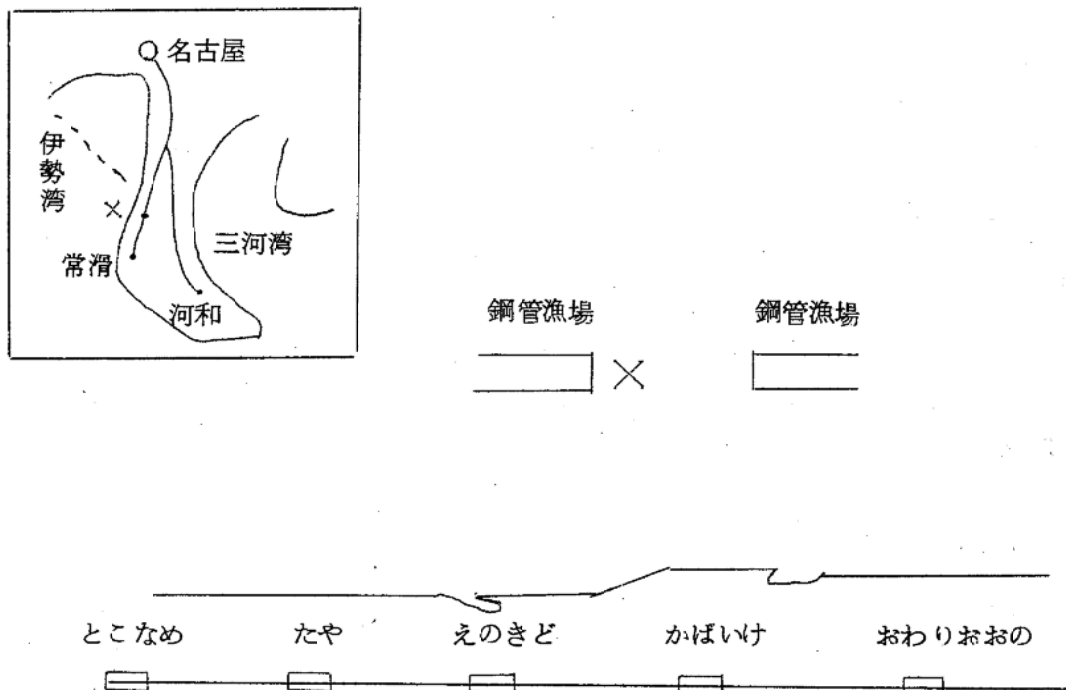 名古屋
伊勢湾
三河湾
常滑
河和
鋼管漁場 鋼管漁場
とこなめ たや えのきど かばいけ おわりおおの